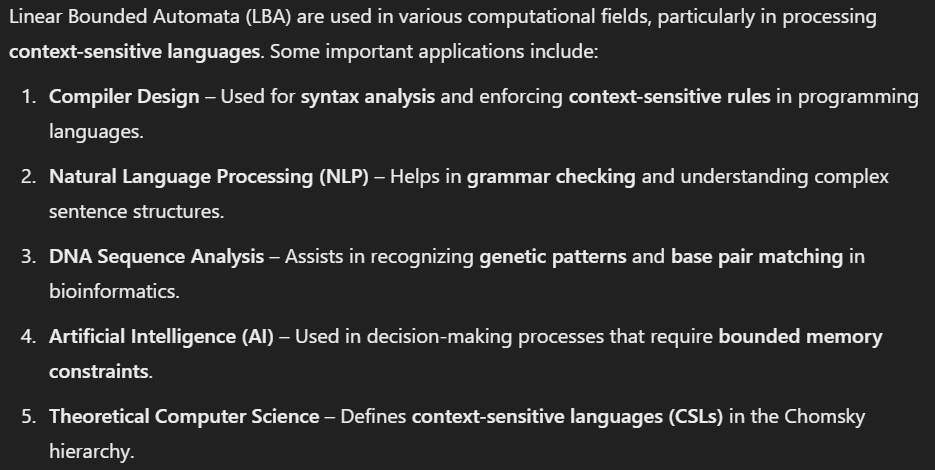 Linear Bounded Automata (LBA) are used in various computational fields, particularly in processing
context-sensitive languages. Some important applications include:
1. Compiler Design – Used for syntax analysis and enforcing context-sensitive rules in programming
languages.
2. Natural Language Processing (NLP) – Helps in grammar checking and understanding complex
sentence structures.
3. DNA Sequence Analysis – Assists in recognizing genetic patterns and base pair matching in
bioinformatics.
4. Artificial Intelligence (AI) – Used in decision-making processes that require bounded memory
constraints.
5. Theoretical Computer Science – Defines context-sensitive languages (CSLs) in the Chomsky
hierarchy.